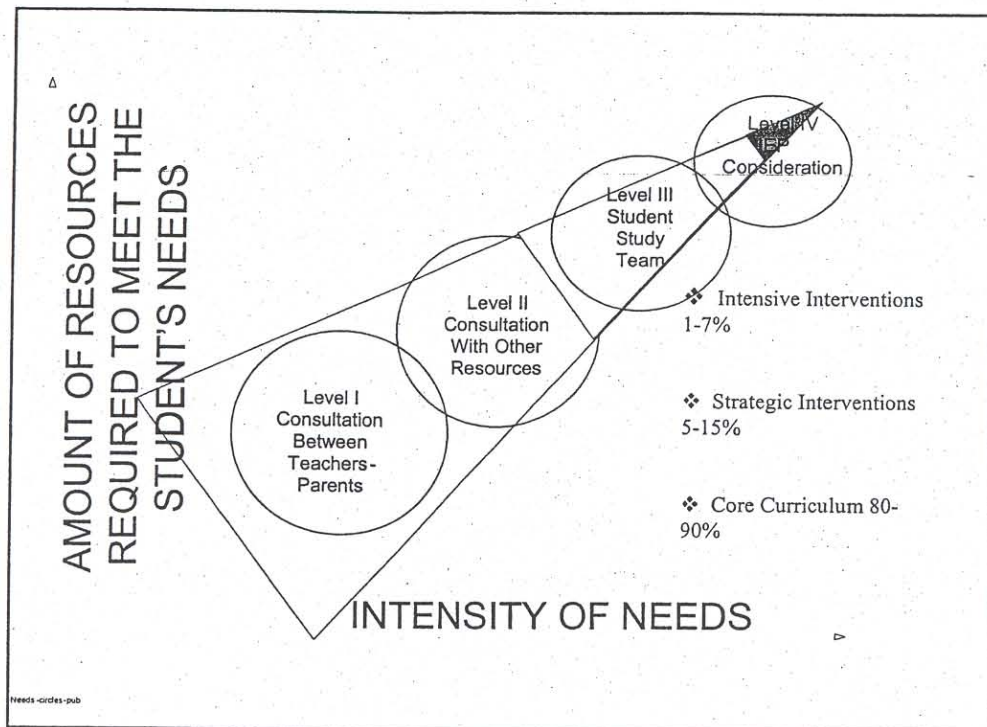 AMOUNT OF RESOURCES
REQUIRED TO MEET THE
STUDENT'S NEEDS
Level IV
IEP
Consideration
Level III
Student
Study
Team
Level II
Consultation
With Other
Resources
Level I
Consultation
Between
Teachers-
Parents
❖ Intensive Interventions
1-7%
❖ Strategic Interventions
5-15%
❖ Core Curriculum 80-
90%
INTENSITY OF NEEDS
Needs-circles-pub